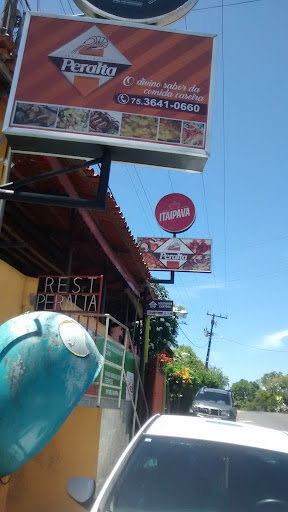 Peralta
O divino sabor da
comida caseira
75.3641-0660
ITAIPAVA
Peralta
REST
PERALTA